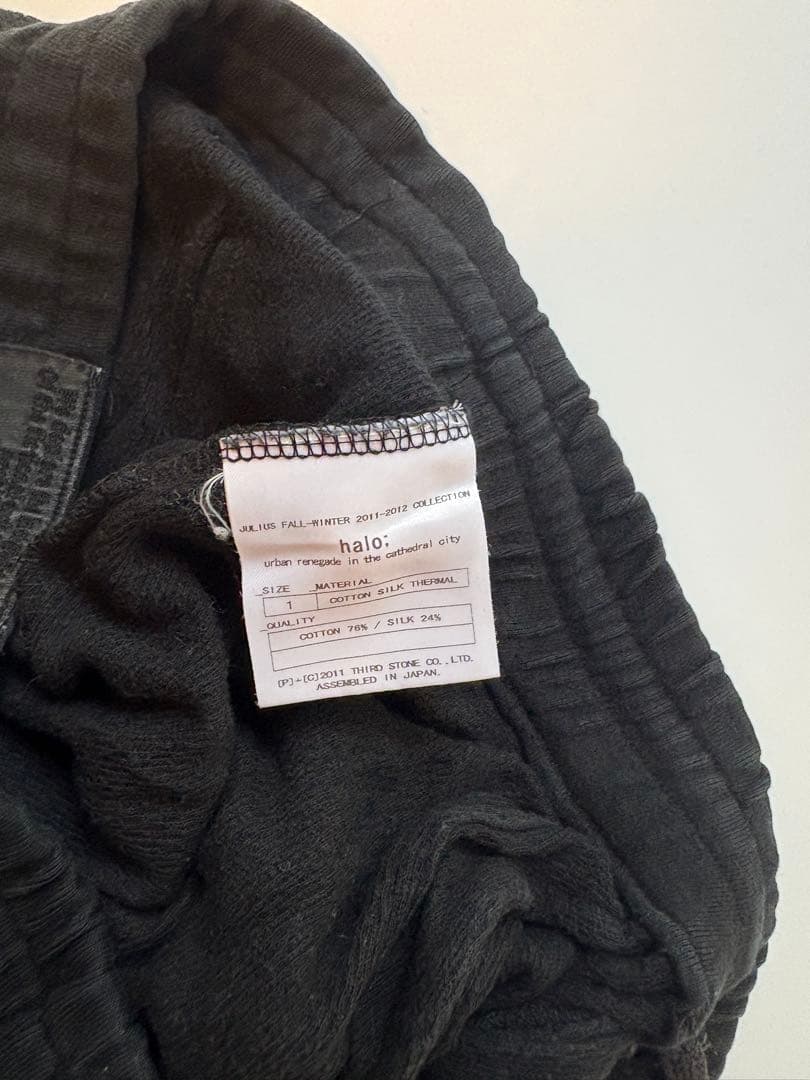 JULIUS FALL-WINTER 2011-2012 COLLECTION
halo;
urban renegade in the cathedral city
SIZE _MATERIAL
1 COTTON SILK THERMAL
QUALITY
COTTON 76% / SILK 24%
[P]+[C]2011 THIRD STONE CO.,LTD.
ASSEMBLED IN JAPAN.